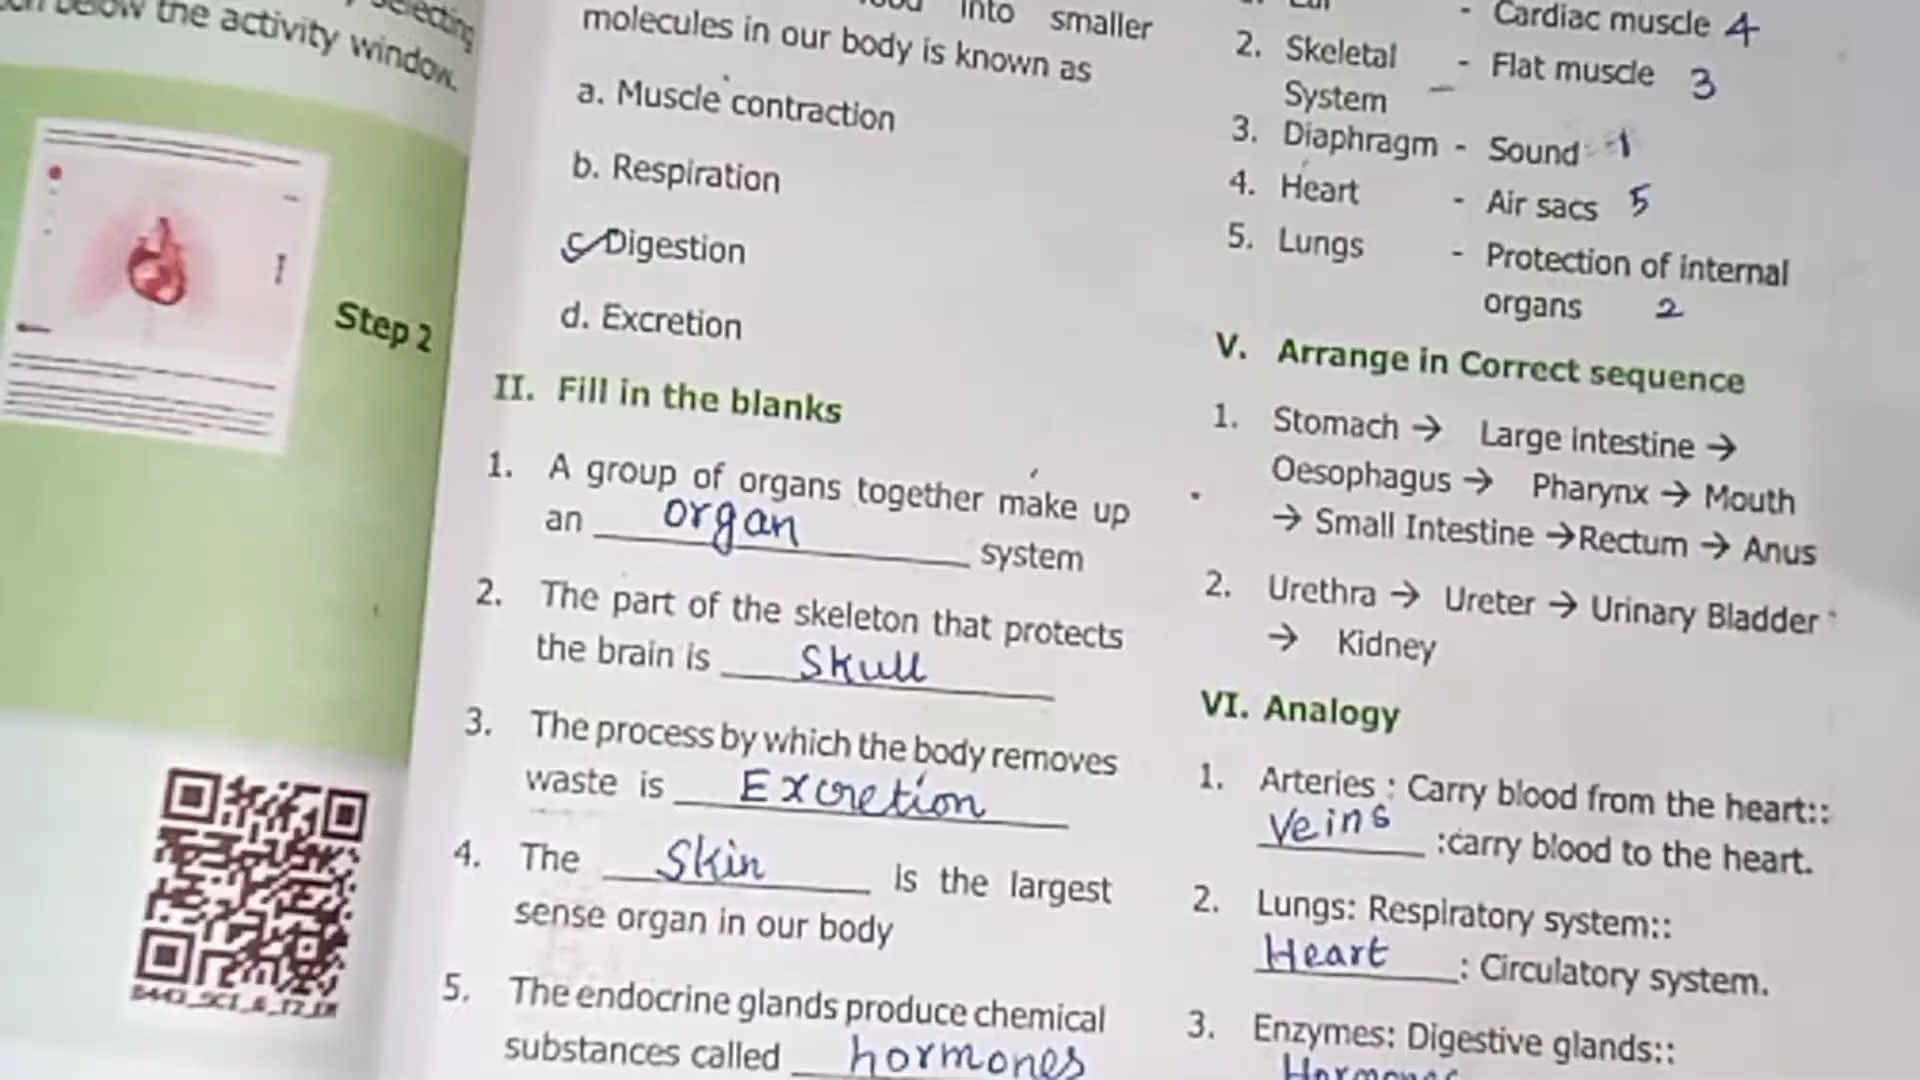 selecting
below the activity window.
Step 2
B443_SCI_6_T2_EM
into smaller
molecules in our body is known as
a. Muscle contraction
b. Respiration
c. Digestion
d. Excretion
II. Fill in the blanks
1. A group of organs together make up
an organ system
2. The part of the skeleton that protects
the brain is Skull
3. The process by which the body removes
waste is Excretion
4. The Skin is the largest
sense organ in our body
5. The endocrine glands produce chemical
substances called hormones
- Cardiac muscle 4
2. Skeletal - Flat muscle 3
System
3. Diaphragm - Sound - 1
4. Heart - Air sacs 5
5. Lungs - Protection of internal
organs 2
V. Arrange in Correct sequence
1. Stomach → Large intestine →
Oesophagus → Pharynx → Mouth
→ Small Intestine → Rectum → Anus
2. Urethra → Ureter → Urinary Bladder
→ Kidney
VI. Analogy
1. Arteries : Carry blood from the heart::
Veins :carry blood to the heart.
2. Lungs: Respiratory system::
Heart : Circulatory system.
3. Enzymes: Digestive glands::
Hormones